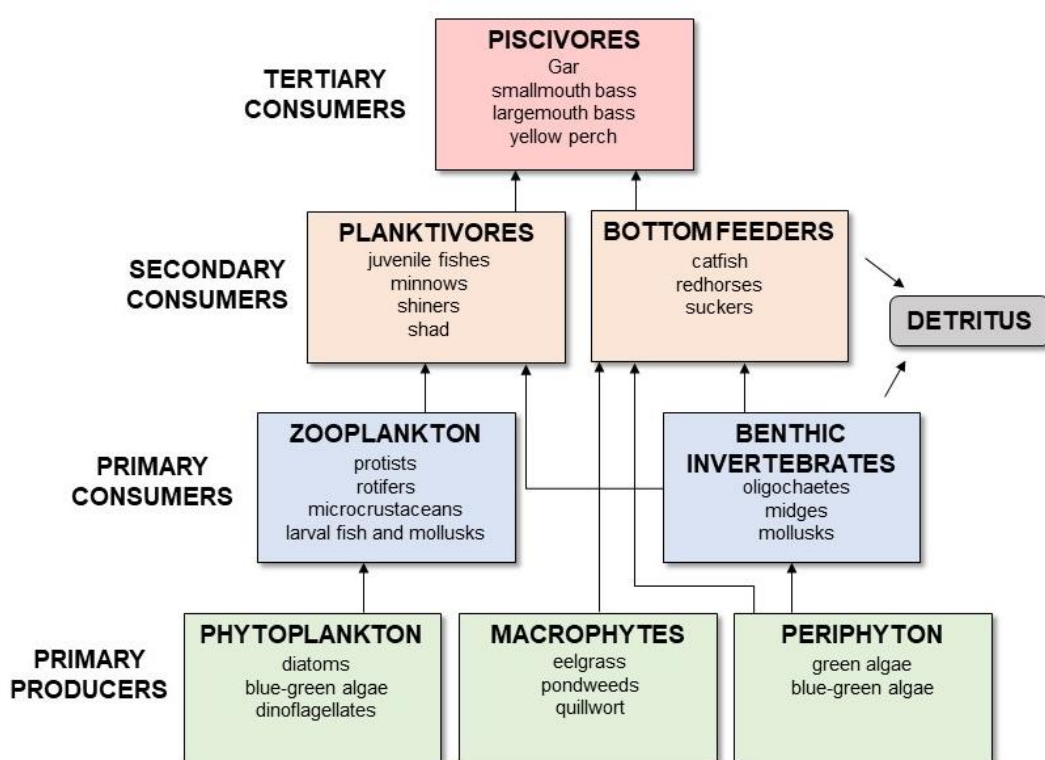 PISCIVORES
Gar
smallmouth bass
largemouth bass
yellow perch
TERTIARY
CONSUMERS
SECONDARY
CONSUMERS
PLANKTIVORES
juvenile fishes
minnows
shiners
shad
BOTTOMFEEDERS
catfish
redhorses
suckers
DETRITUS
PRIMARY
CONSUMERS
ZOOPLANKTON
protists
rotifers
microcrustaceans
larval fish and mollusks
BENTHIC
INVERTEBRATES
oligochaetes
midges
mollusks
PRIMARY
PRODUCERS
PHYTOPLANKTON
diatoms
blue-green algae
dinoflagellates
MACROPHYTES
eelgrass
pondweeds
quillwort
PERIPHYTON
green algae
blue-green algae